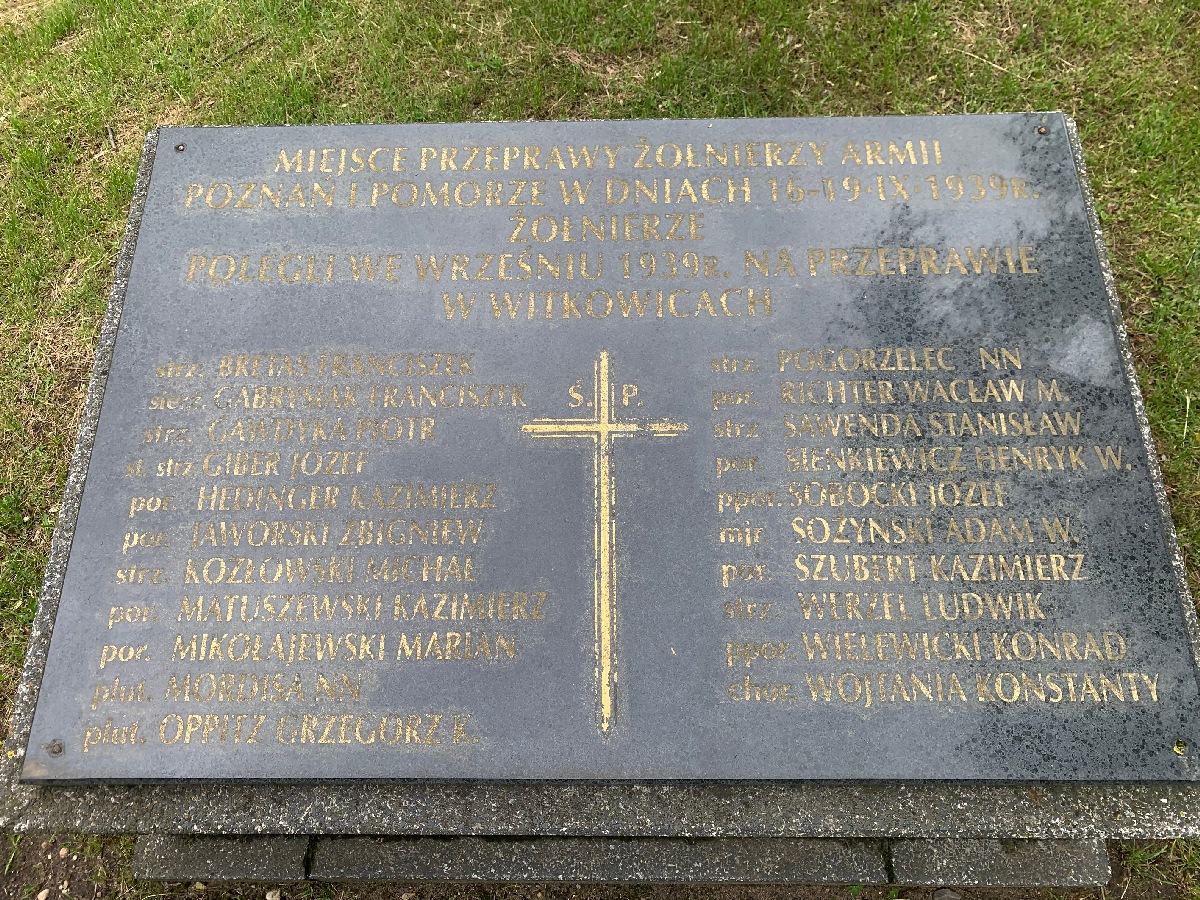 MIEJSCE PRZEPRAWY ŻOŁNIERZY ARMII
POZNAŃ I POMORZE W DNIACH 16-19·IX·1939R.
ŻOŁNIERZE
POLEGLI WE WRZEŚNIU 1939R. NA PRZEPRAWIE
W WITKOWICACH
Ś. P.
strz. BRETAS FRANCISZEK
sierż. GABRYSIAK FRANCISZEK
strz. GAWDYKA PIOTR
st. strz. GIBER JÓZEF
por. HEDINGER KAZIMIERZ
por. JAWORSKI ZBIGNIEW
strz. KOZŁOWSKI MICHAŁ
por. MATUSZEWSKI KAZIMIERZ
por. MIKOŁAJEWSKI MARIAN
plut. MORDISA NN
plut. OPPITZ GRZEGORZ K.
strz. POGORZELEC NN
por. RICHTER WACŁAW M.
strz. SAWENDA STANISŁAW
por. SIENKIEWICZ HENRYK W.
ppor. SOBOCKI JÓZEF
mjr SOŻYŃSKI ADAM W.
por. SZUBERT KAZIMIERZ
strz. WERZEL LUDWIK
ppor. WIELEWICKI KONRAD
chor. WOJTANIA KONSTANTY